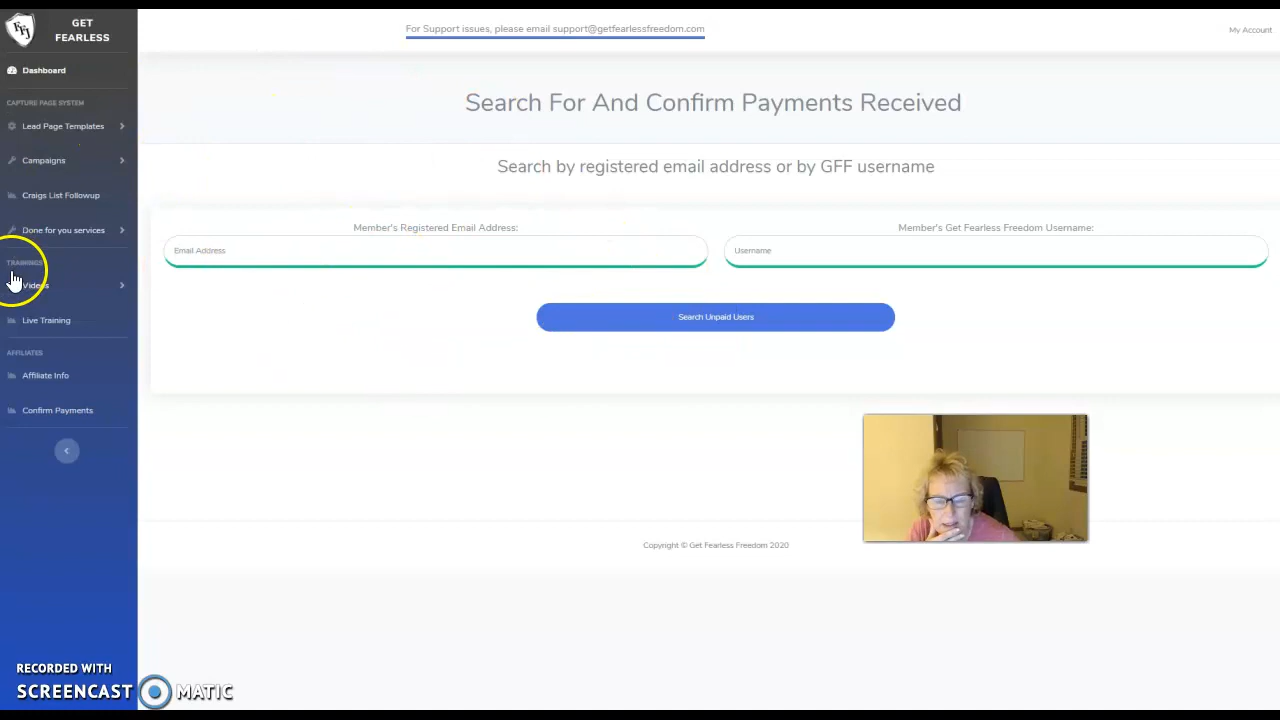 GET
FEARLESS
For Support issues, please email support@getfearlessfreedom.com
My Account
Dashboard
CAPTURE PAGE SYSTEM
Lead Page Templates
Campaigns
Craigs List Followup
Done for you services
TRAININGS
Videos
Live Training
AFFILIATES
Affiliate Info
Confirm Payments
Search For And Confirm Payments Received
Search by registered email address or by GFF username
Member's Registered Email Address:
Email Address
Member's Get Fearless Freedom Username:
Username
Search Unpaid Users
Copyright © Get Fearless Freedom 2020
RECORDED WITH
SCREENCAST MATIC